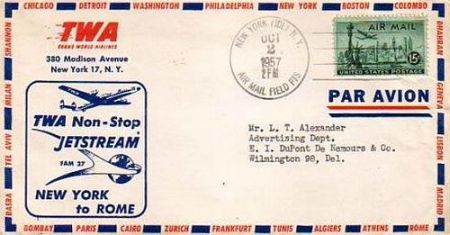 CHICAGO DETROIT WASHINGTON PHILADELPHIA NEW YORK BOSTON COLOMBO
SHANNON
MILAN
TEL AVIV
BASRA
DHAHRAN
GENEVA
LISBON
MADRID
TWA
TRANS WORLD AIRLINES
380 Madison Avenue
New York 17, N. Y.
NEW YORK N. Y.
OCT
2
1957
2 PM
AIR MAIL FIELD
AIR MAIL
15¢
UNITED STATES POSTAGE
PAR AVION
TWA Non-Stop
"JETSTREAM"
FAM 27
NEW YORK
to ROME
Mr. L. T. Alexander
Advertising Dept.
E. I. DuPont De Nemours & Co.
Wilmington 98, Del.
BOMBAY PARIS CAIRO ZURICH FRANKFURT TUNIS ALGIERS ATHENS ROME